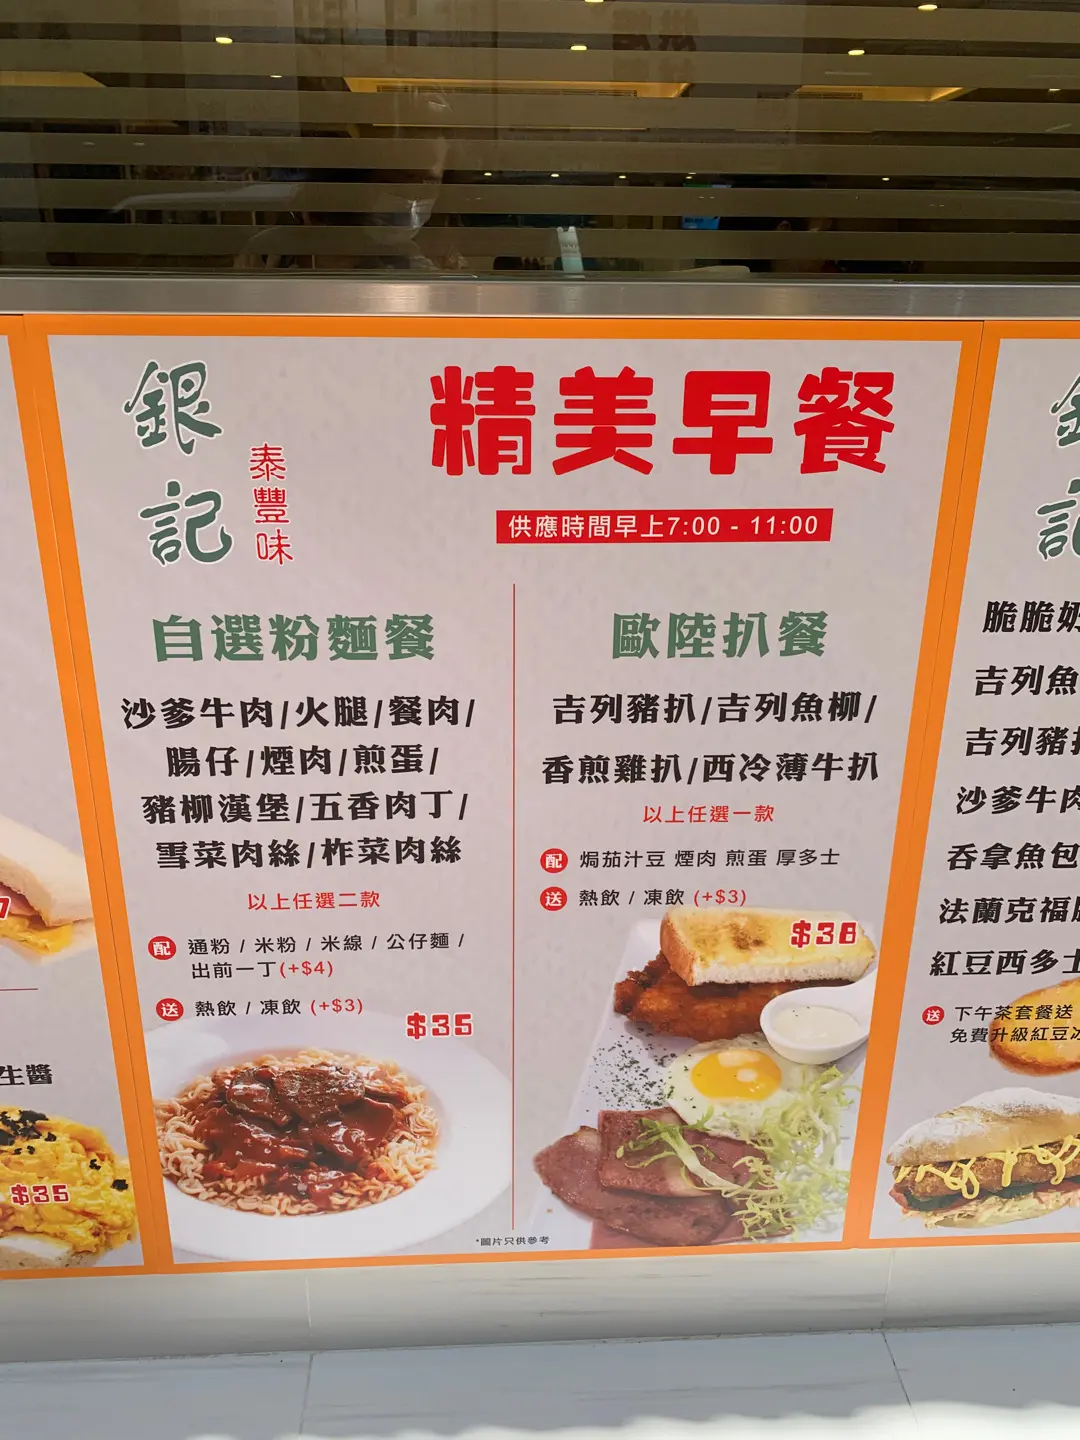 銀記
泰豐味
精美早餐
供應時間早上7:00 - 11:00
自選粉麵餐
沙爹牛肉/火腿/餐肉/
腸仔/煙肉/煎蛋/
豬柳漢堡/五香肉丁/
雪菜肉絲/柞菜肉絲
以上任選二款
配 通粉 / 米粉 / 米線 / 公仔麵 /
出前一丁(+$4)
送 熱飲 / 凍飲 (+$3)
$35
歐陸扒餐
吉列豬扒/吉列魚柳/
香煎雞扒/西冷薄牛扒
以上任選一款
配 焗茄汁豆 煙肉 煎蛋 厚多士
送 熱飲 / 凍飲 (+$3)
$38
*圖片只供參考
生醬
$35
記
脆脆奶
吉列魚
吉列豬扒
沙爹牛肉
吞拿魚包
法蘭克福腸
紅豆西多士
送 下午茶套餐送
免費升級紅豆冰